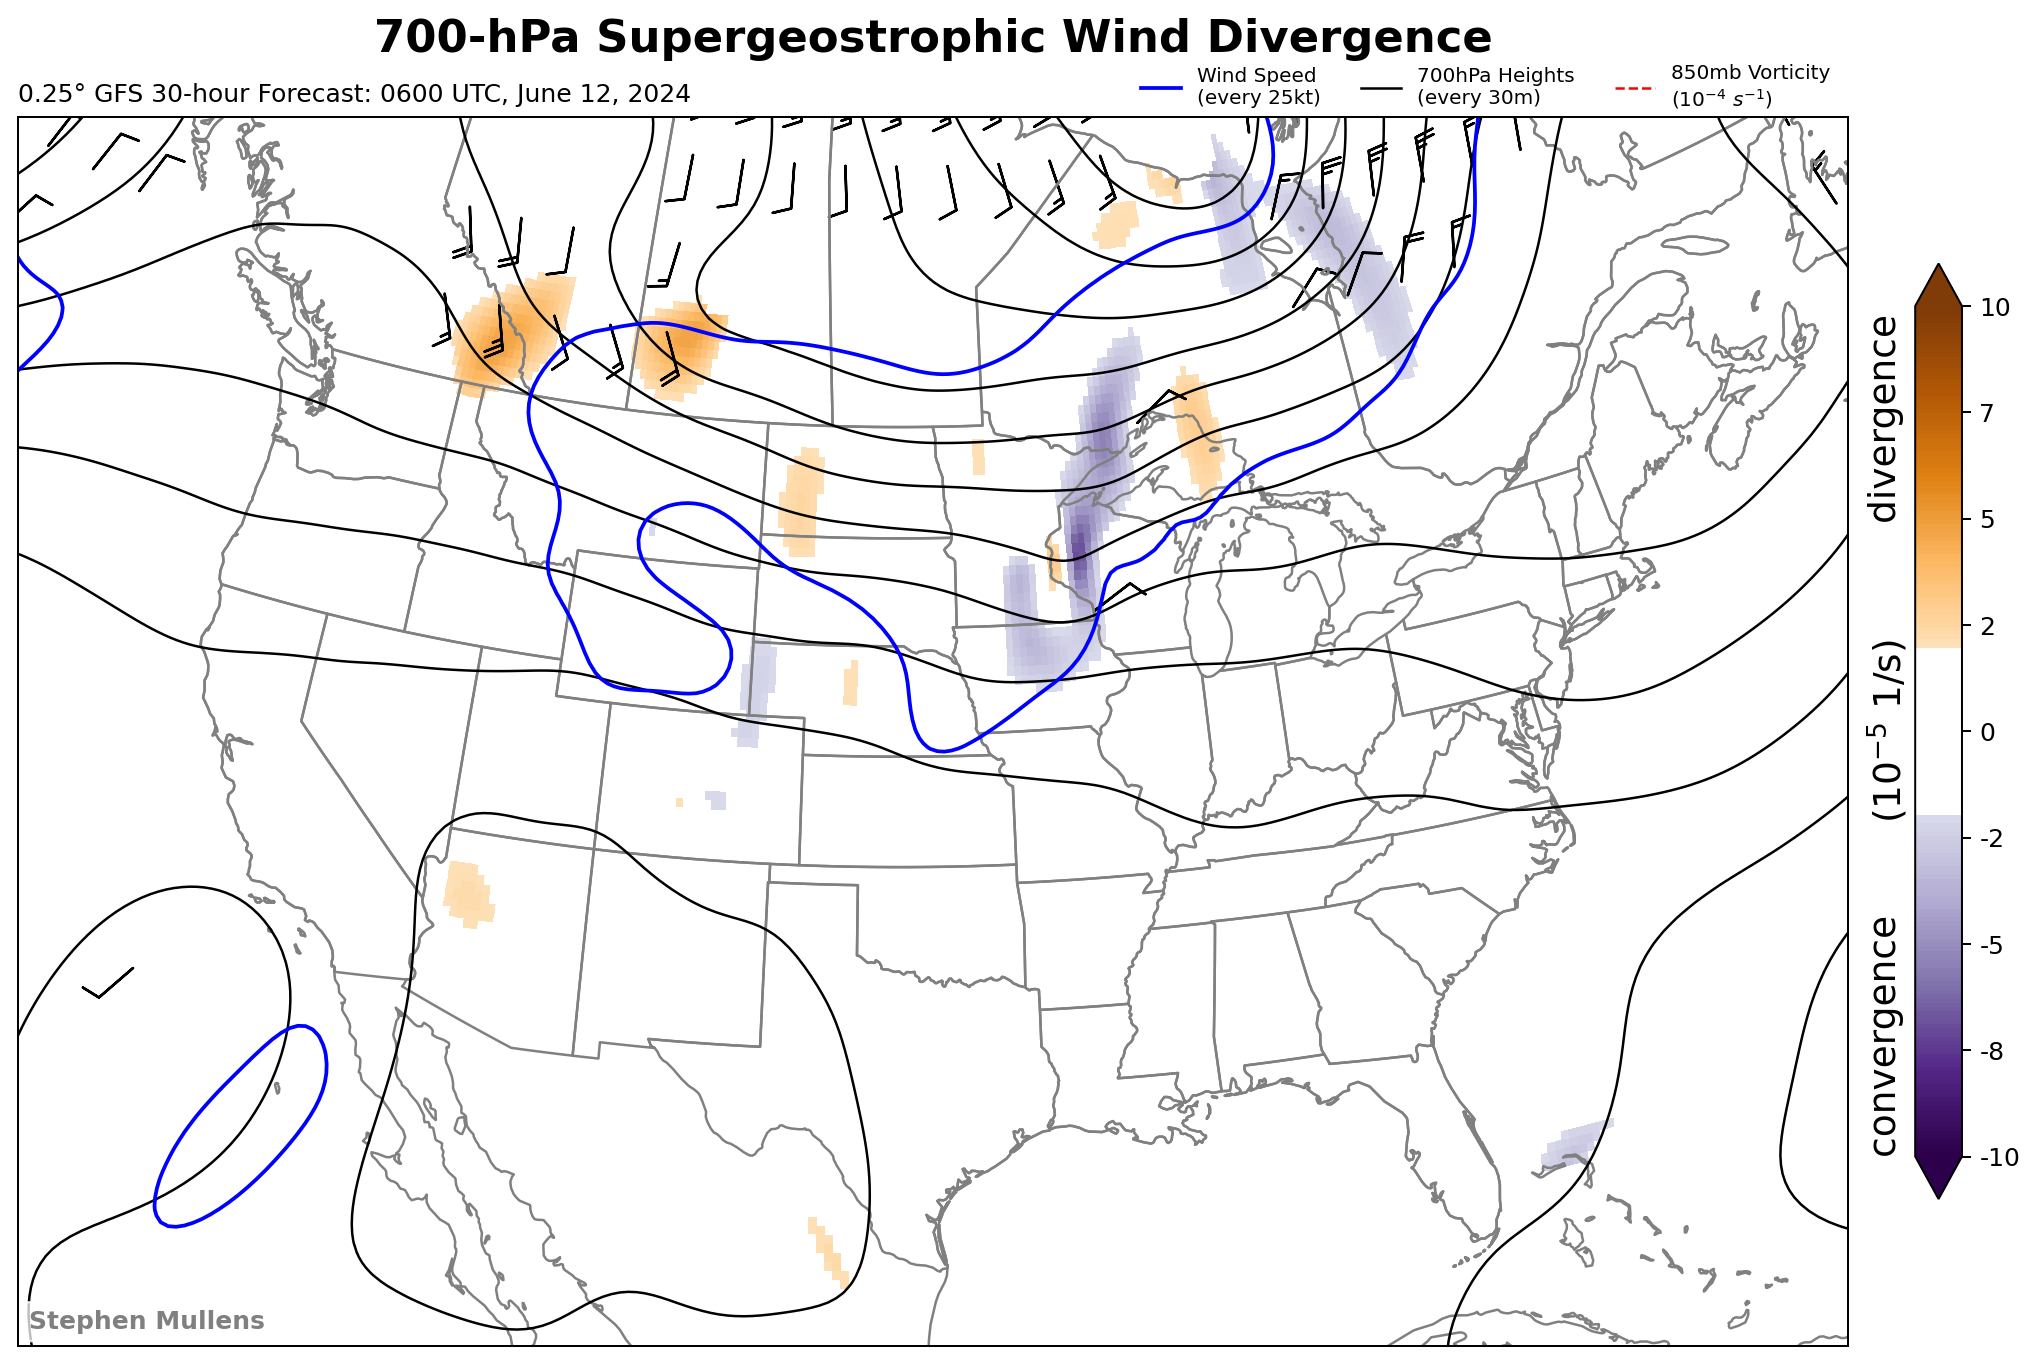 700-hPa Supergeostrophic Wind Divergence
0.25° GFS 30-hour Forecast: 0600 UTC, June 12, 2024
Wind Speed
(every 25kt)
700hPa Heights
(every 30m)
850mb Vorticity
(10⁻⁴ s⁻¹)
10
7
5
2
0
-2
-5
-8
-10
convergence (10⁻⁵ 1/s) divergence
Stephen Mullens